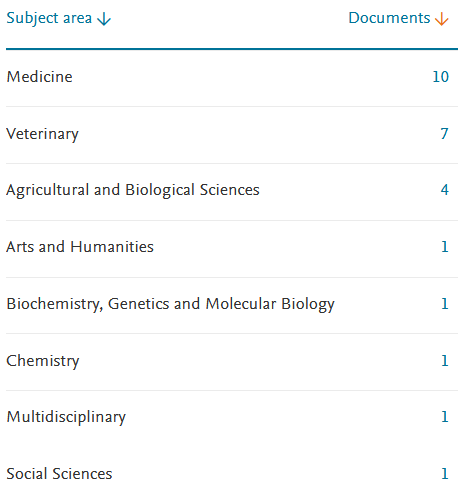 Subject area Documents
Medicine 10
Veterinary 7
Agricultural and Biological Sciences 4
Arts and Humanities 1
Biochemistry, Genetics and Molecular Biology 1
Chemistry 1
Multidisciplinary 1
Social Sciences 1